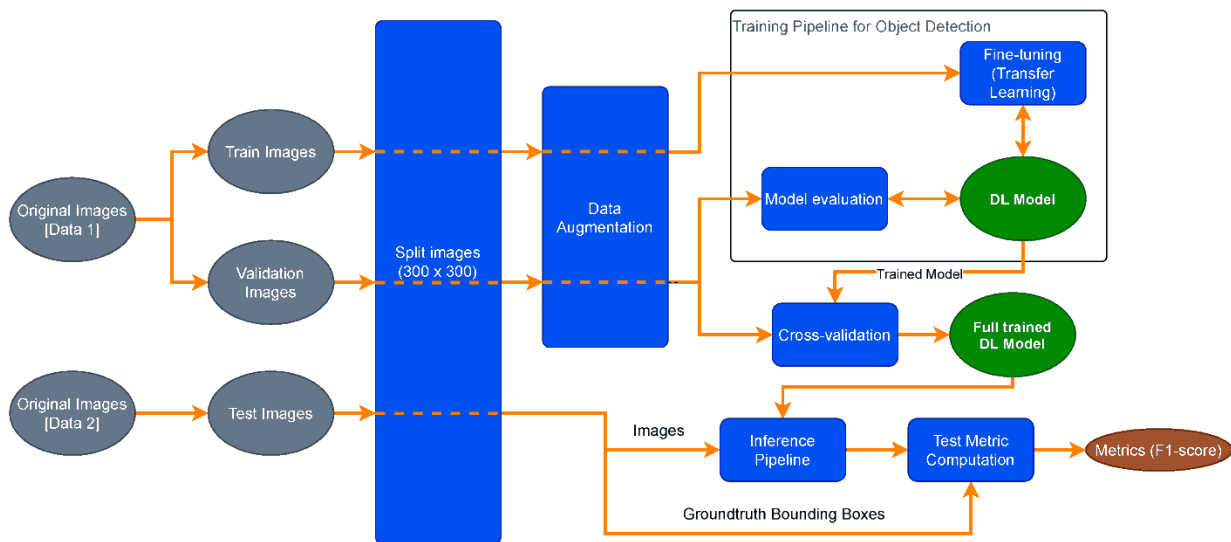 Training Pipeline for Object Detection
Fine-tuning
(Transfer
Learning)
Train Images
Original Images
[Data 1]
Validation
Images
Split images
(300 x 300)
Data
Augmentation
Model evaluation
DL Model
Trained Model
Cross-validation
Full trained
DL Model
Original Images
[Data 2]
Test Images
Images
Inference
Pipeline
Test Metric
Computation
Metrics (F1-score)
Groundtruth Bounding Boxes